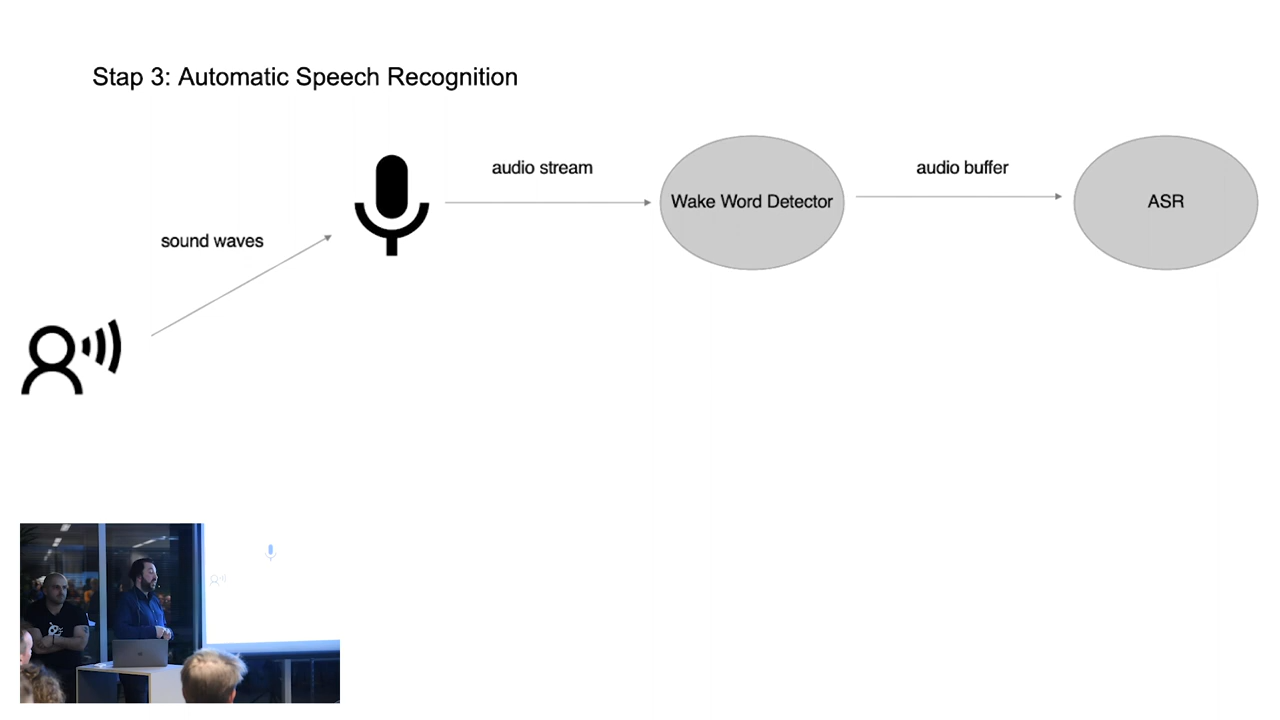 Stap 3: Automatic Speech Recognition
audio stream
audio buffer
Wake Word Detector
ASR
sound waves